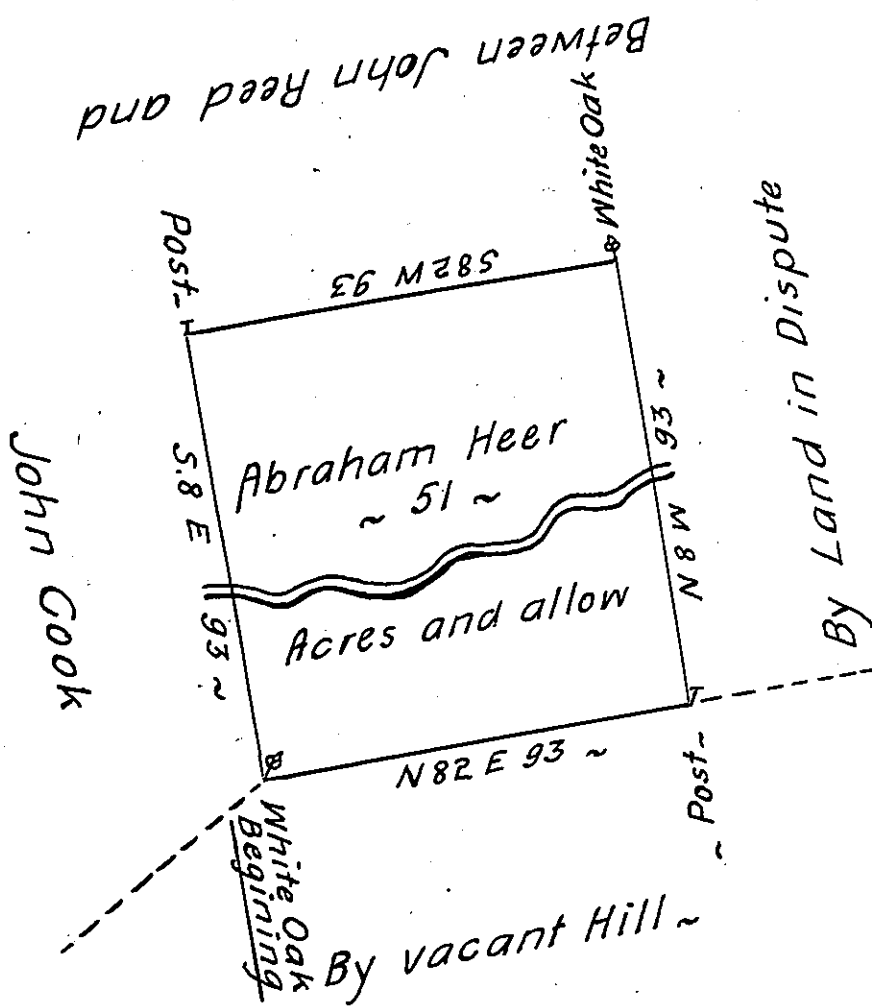 Between John Reed and
White Oak
Post~
S82W 93
By Land in Dispute
John Cook
S.8 E 93 ~
Abraham Heer
~ 51 ~
Acres and allow
N 8 W 93 ~
N 82 E 93 ~
~ Post~
White Oak
Begining
By vacant Hill ~